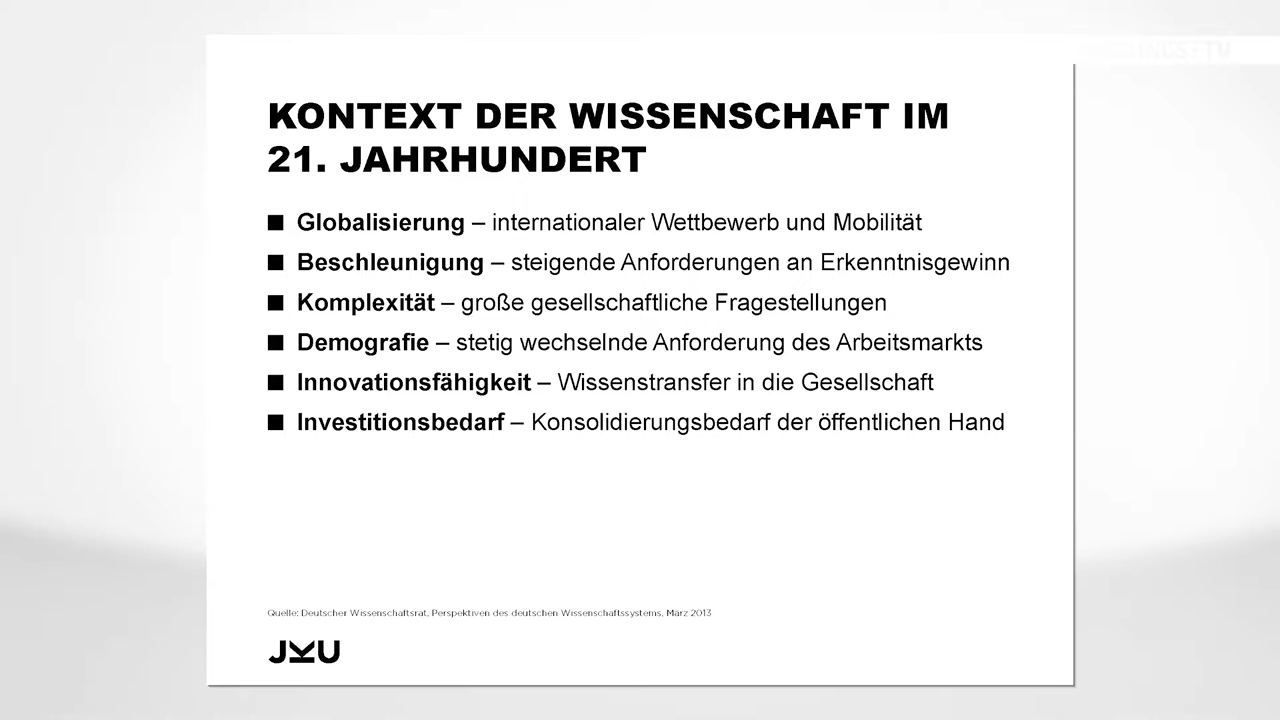 KONTEXT DER WISSENSCHAFT IM
21. JAHRHUNDERT
■ Globalisierung – internationaler Wettbewerb und Mobilität
■ Beschleunigung – steigende Anforderungen an Erkenntnisgewinn
■ Komplexität – große gesellschaftliche Fragestellungen
■ Demografie – stetig wechselnde Anforderung des Arbeitsmarkts
■ Innovationsfähigkeit – Wissenstransfer in die Gesellschaft
■ Investitionsbedarf – Konsolidierungsbedarf der öffentlichen Hand
Quelle: Deutscher Wissenschaftsrat, Perspektiven des deutschen Wissenschaftssystems, März 2013
JKU